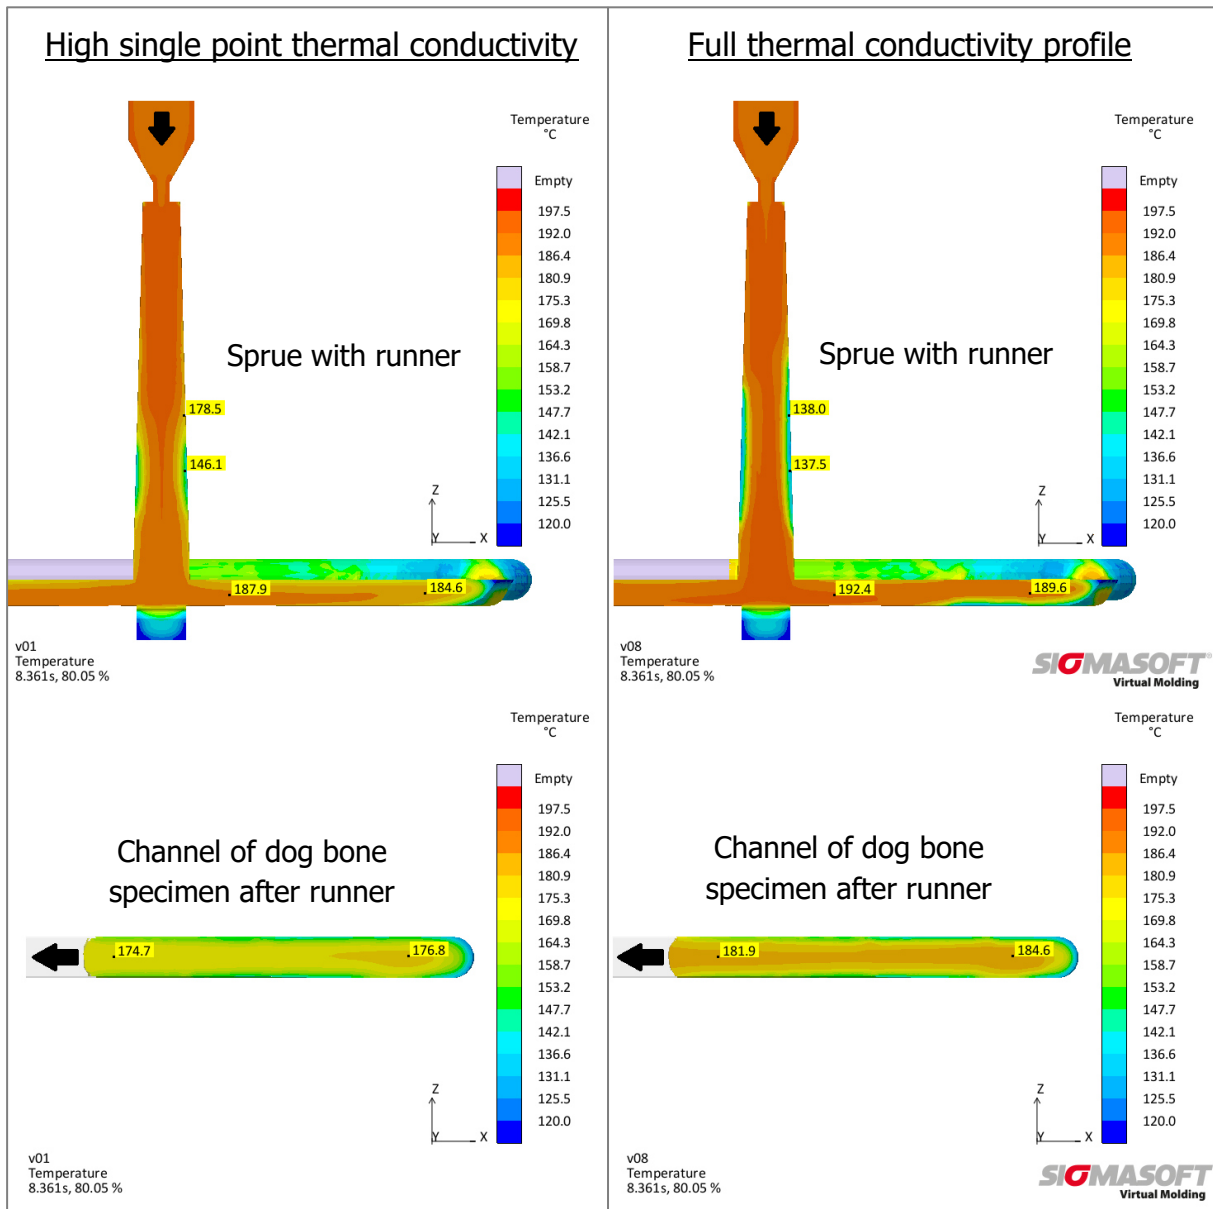 High single point thermal conductivity
Temperature
°C
Empty
197.5
192.0
186.4
180.9
175.3
169.8
164.3
158.7
153.2
147.7
142.1
136.6
131.1
125.5
120.0
Sprue with runner
178.5
146.1
Z
Y
X
187.9
184.6
v01
Temperature
8.361s, 80.05 %
Full thermal conductivity profile
Temperature
°C
Empty
197.5
192.0
186.4
180.9
175.3
169.8
164.3
158.7
153.2
147.7
142.1
136.6
131.1
125.5
120.0
Sprue with runner
138.0
137.5
Z
Y
X
192.4
189.6
v08
Temperature
8.361s, 80.05 %
SIGMASOFT®
Virtual Molding
Temperature
°C
Empty
197.5
192.0
186.4
180.9
175.3
169.8
164.3
158.7
153.2
147.7
142.1
136.6
131.1
125.5
120.0
Channel of dog bone
specimen after runner
174.7
176.8
Z
Y
X
v01
Temperature
8.361s, 80.05 %
Temperature
°C
Empty
197.5
192.0
186.4
180.9
175.3
169.8
164.3
158.7
153.2
147.7
142.1
136.6
131.1
125.5
120.0
Channel of dog bone
specimen after runner
181.9
184.6
Z
Y
X
v08
Temperature
8.361s, 80.05 %
SIGMASOFT®
Virtual Molding